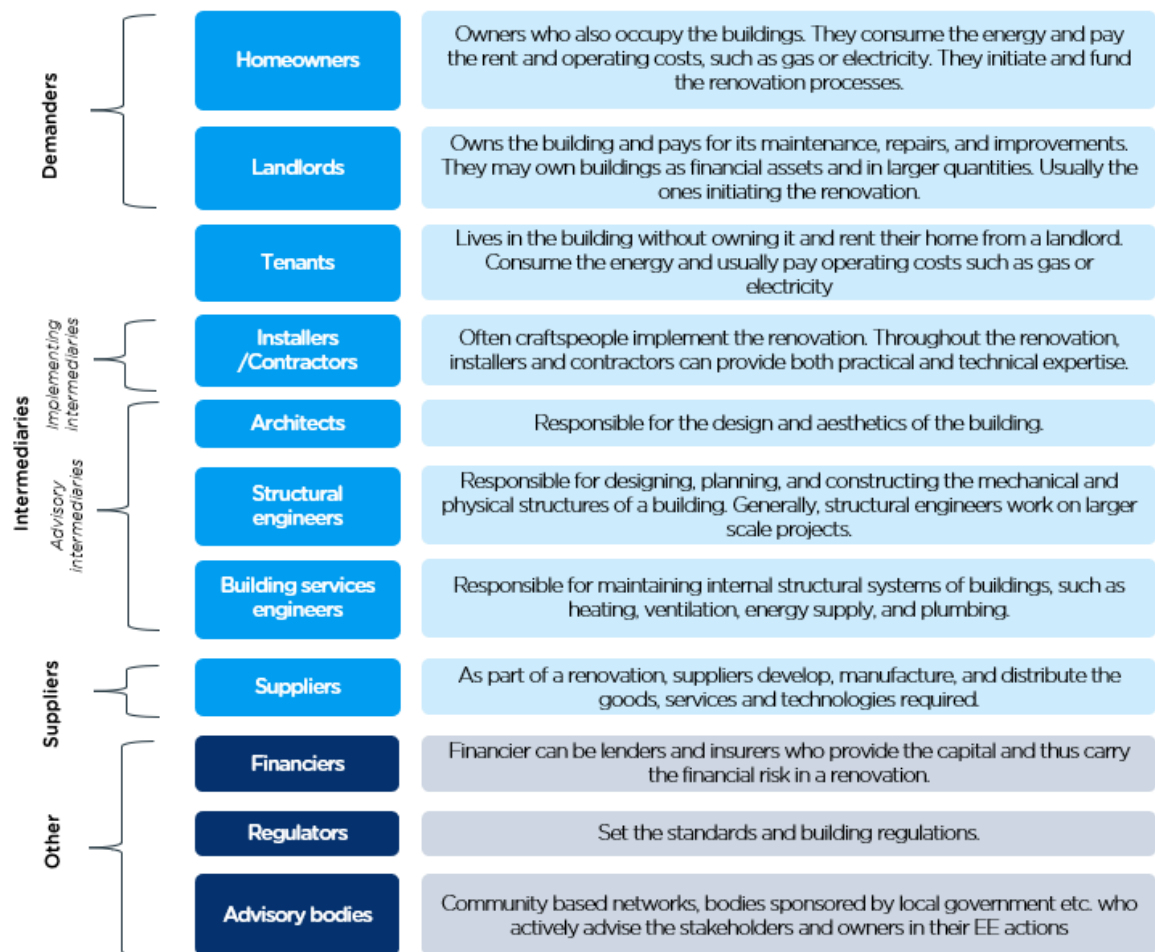 Demanders
Homeowners
Owners who also occupy the buildings. They consume the energy and pay
the rent and operating costs, such as gas or electricity. They initiate and fund
the renovation processes.
Landlords
Owns the building and pays for its maintenance, repairs, and improvements.
They may own buildings as financial assets and in larger quantities. Usually the
ones initiating the renovation.
Tenants
Lives in the building without owning it and rent their home from a landlord.
Consume the energy and usually pay operating costs such as gas or
electricity
Intermediaries
Implementing
intermediaries
Installers
/Contractors
Often craftspeople implement the renovation. Throughout the renovation,
installers and contractors can provide both practical and technical expertise.
Advisory
intermediaries
Architects
Responsible for the design and aesthetics of the building.
Structural
engineers
Responsible for designing, planning, and constructing the mechanical and
physical structures of a building. Generally, structural engineers work on larger
scale projects.
Building services
engineers
Responsible for maintaining internal structural systems of buildings, such as
heating, ventilation, energy supply, and plumbing.
Suppliers
Suppliers
As part of a renovation, suppliers develop, manufacture, and distribute the
goods, services and technologies required.
Other
Financiers
Financier can be lenders and insurers who provide the capital and thus carry
the financial risk in a renovation.
Regulators
Set the standards and building regulations.
Advisory bodies
Community based networks, bodies sponsored by local government etc. who
actively advise the stakeholders and owners in their EE actions